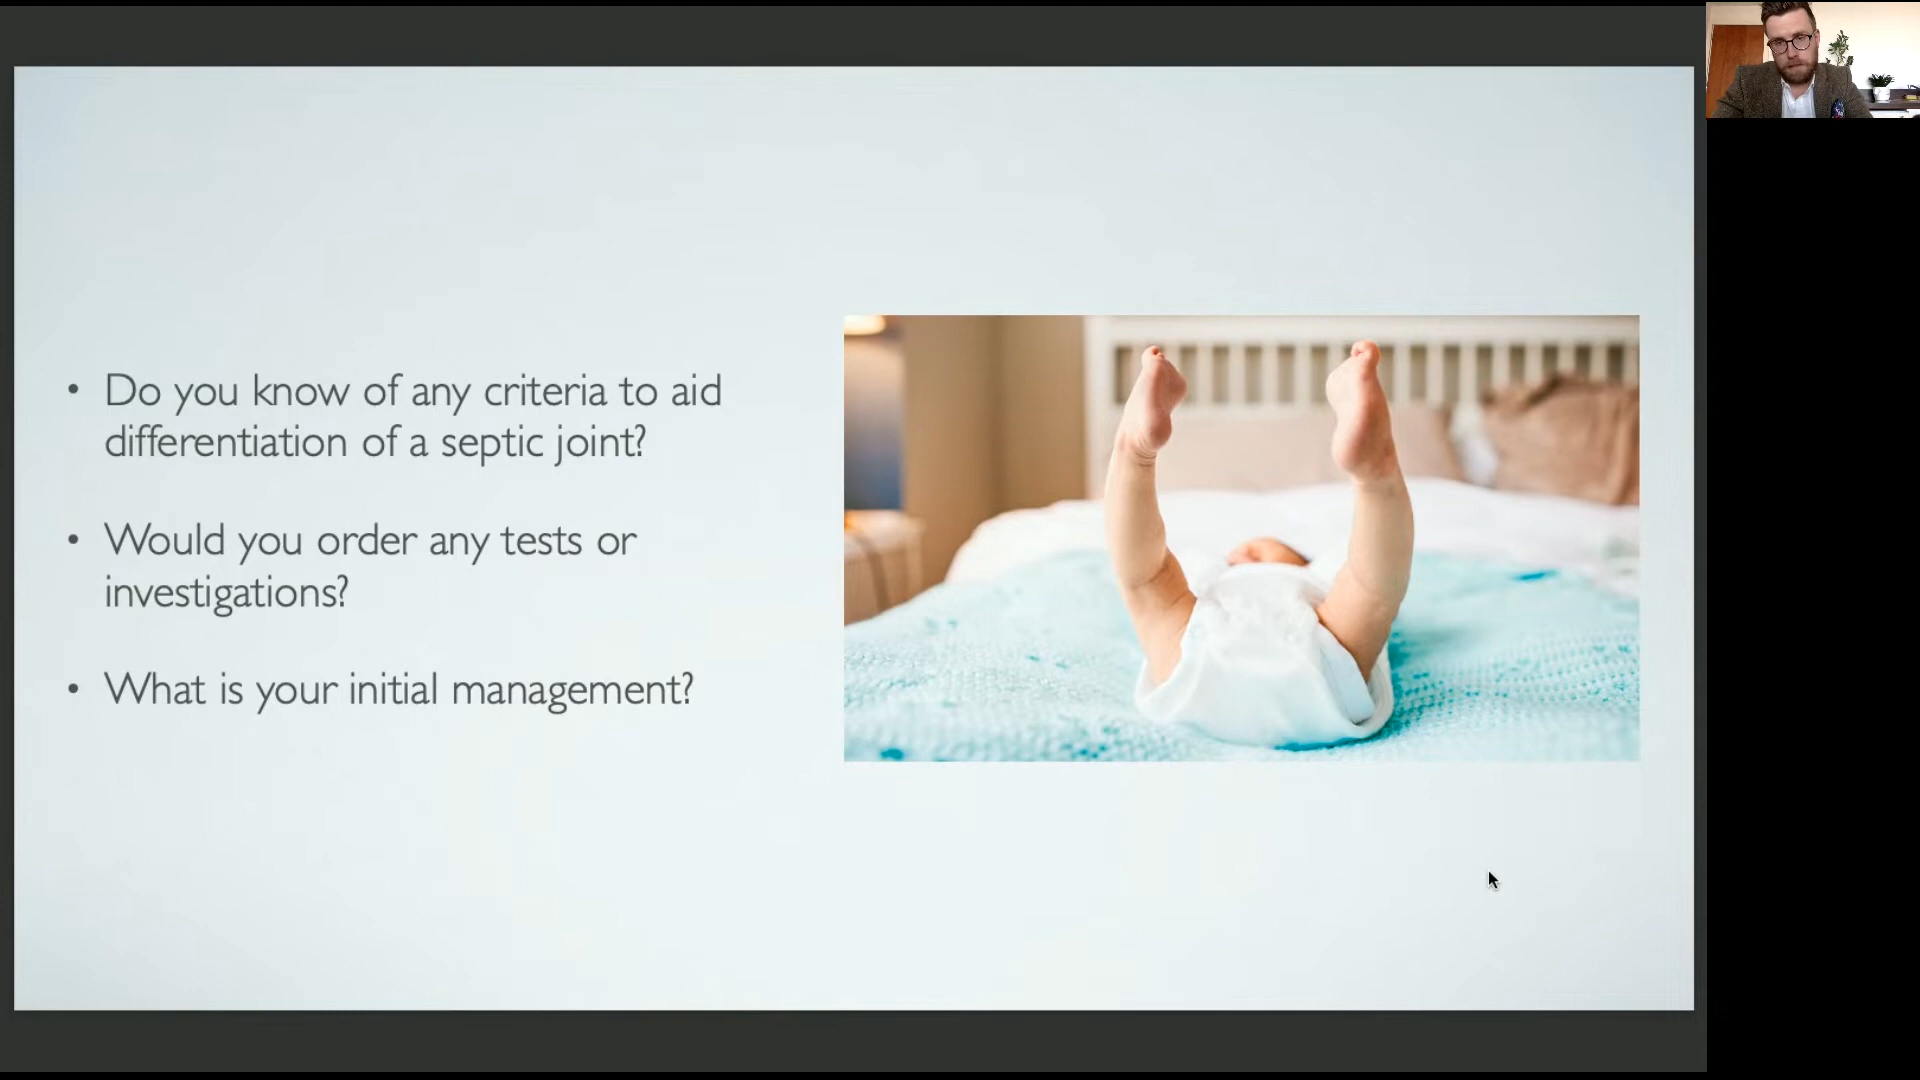 • Do you know of any criteria to aid
differentiation of a septic joint?
• Would you order any tests or
investigations?
• What is your initial management?